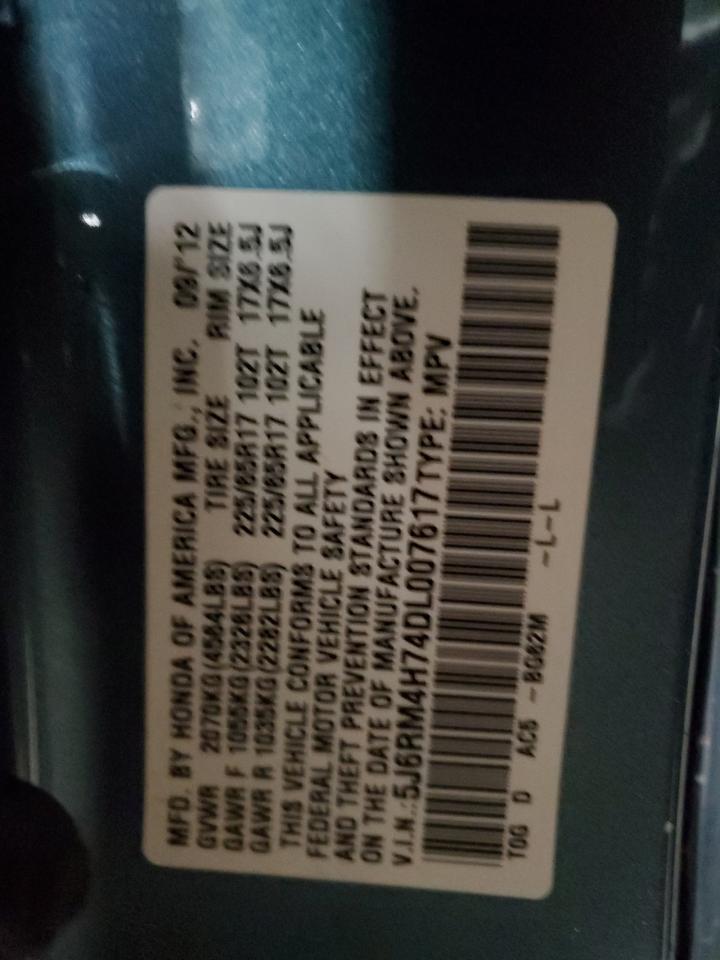 MFD. BY HONDA OF AMERICA MFG., INC. 09/12
GVWR 2070KG(4564LBS) TIRE SIZE RIM SIZE
GAWR F 1055KG(2326LBS) 225/65R17 102T 17X6.5J
GAWR R 1035KG(2282LBS) 225/65R17 102T 17X6.5J
THIS VEHICLE CONFORMS TO ALL APPLICABLE
FEDERAL MOTOR VEHICLE SAFETY
AND THEFT PREVENTION STANDARDS IN EFFECT
ON THE DATE OF MANUFACTURE SHOWN ABOVE.
V.I.N.:5J6RM4H74DL007617 TYPE: MPV
T0G D AC5 -BG82M -L-L